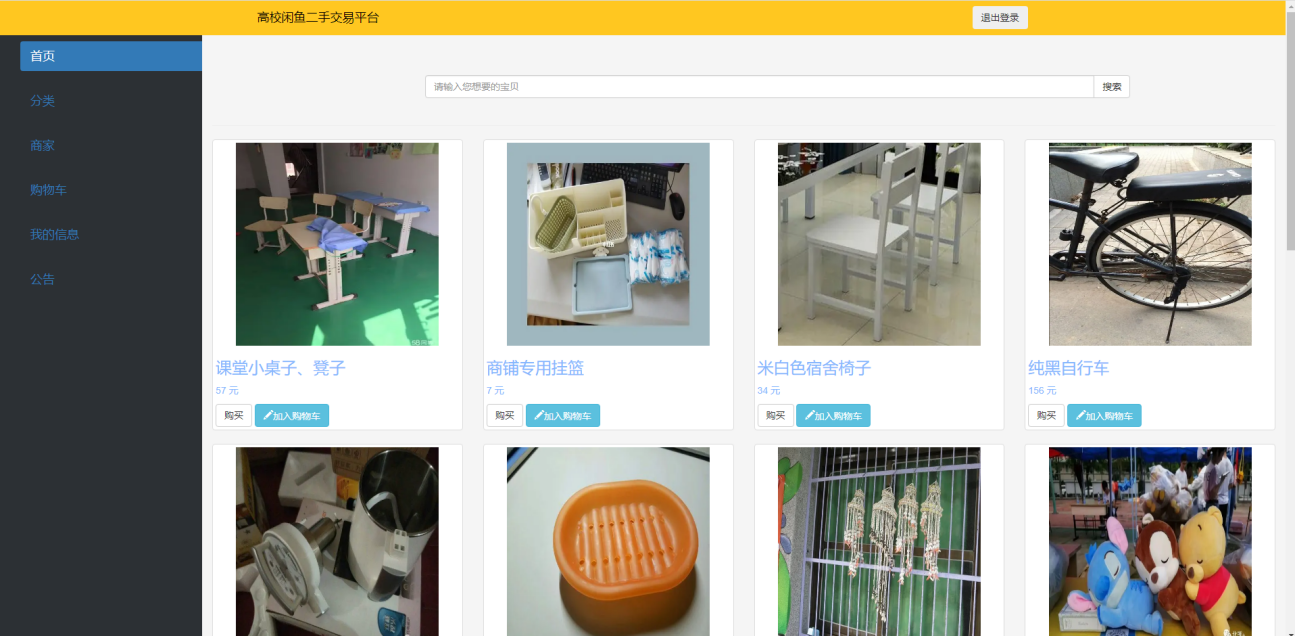 高校闲鱼二手交易平台
退出登录
首页
分类
商家
购物车
我的信息
公告
请输入您想要的宝贝
搜索
课堂小桌子、凳子
57 元
购买
加入购物车
商铺专用挂篮
7 元
购买
加入购物车
米白色宿舍椅子
34 元
购买
加入购物车
纯黑自行车
156 元
购买
加入购物车